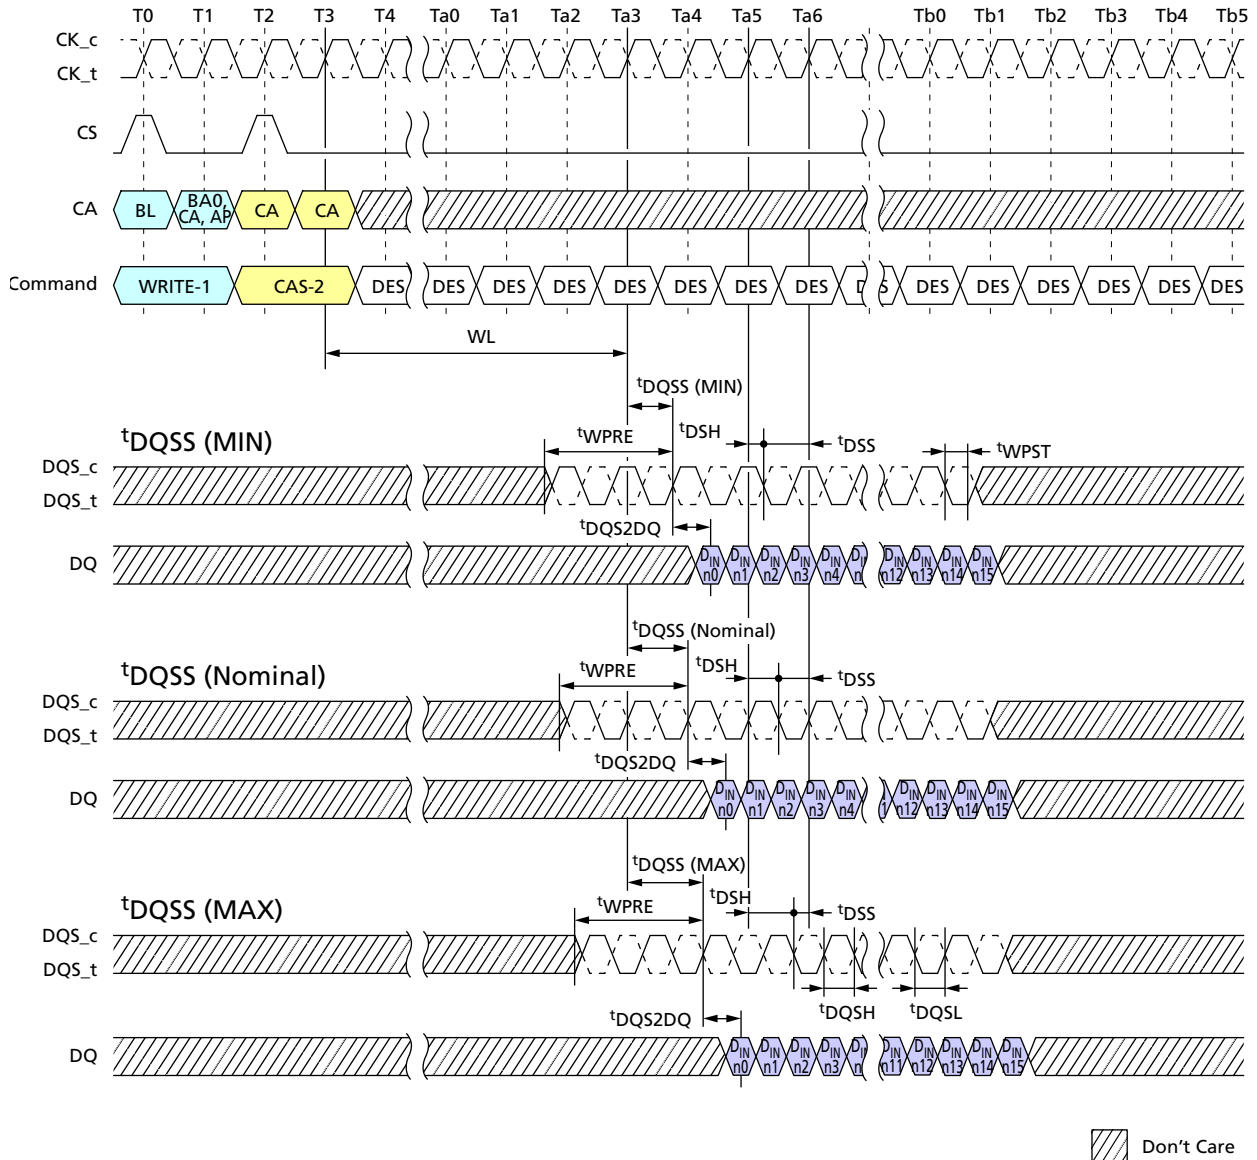 T0 T1 T2 T3 T4 Ta0 Ta1 Ta2 Ta3 Ta4 Ta5 Ta6 Tb0 Tb1 Tb2 Tb3 Tb4 Tb5
CK_c
CK_t
CS
CA BL BA0, CA, AP CA CA
Command WRITE-1 CAS-2 DES DES DES DES DES DES DES DES DES DES DES DES DES DES DES
WL
tDQSS (MIN)
tDQSS (MIN) tWPRE tDSH tDSS tWPST
DQS_c
DQS_t
tDQS2DQ
DQ DIN n0 DIN n1 DIN n2 DIN n3 DIN n4 DIN n12 DIN n13 DIN n14 DIN n15
tDQSS (Nominal)
tDQSS (Nominal) tWPRE tDSH tDSS
DQS_c
DQS_t
tDQS2DQ
DQ DIN n0 DIN n1 DIN n2 DIN n3 DIN n4 DIN n12 DIN n13 DIN n14 DIN n15
tDQSS (MAX)
tDQSS (MAX) tWPRE tDSH tDSS
DQS_c
DQS_t
tDQS2DQ tDQSH tDQSL
DQ DIN n0 DIN n1 DIN n2 DIN n3 DIN n11 DIN n12 DIN n13 DIN n14 DIN n15
Don't Care